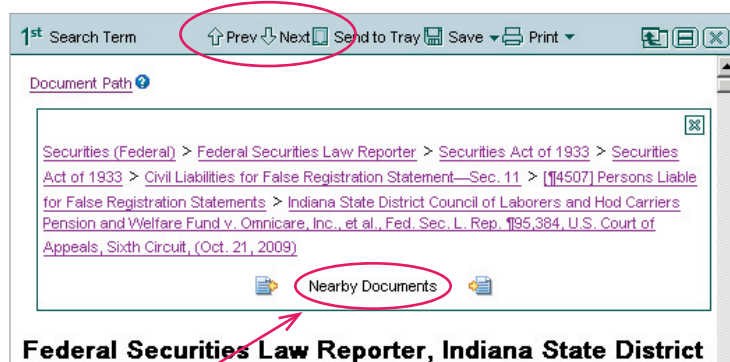 1st Search Term Prev Next Send to Tray Save Print
Document Path
Securities (Federal) > Federal Securities Law Reporter > Securities Act of 1933 > Securities
Act of 1933 > Civil Liabilities for False Registration Statement—Sec. 11 > [¶4507] Persons Liable
for False Registration Statements > Indiana State District Council of Laborers and Hod Carriers
Pension and Welfare Fund v. Omnicare, Inc., et al., Fed. Sec. L. Rep. ¶95,384, U.S. Court of
Appeals, Sixth Circuit, (Oct. 21, 2009)
Nearby Documents
Federal Securities Law Reporter, Indiana State District